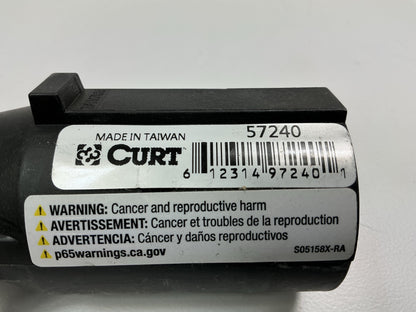 MADE IN TAIWAN 57240
CURT
6 12314 97240 1
WARNING: Cancer and reproductive harm
AVERTISSEMENT: Cancer et troubles de la reproduction
ADVERTENCIA: Cáncer y daños reproductivos
p65warnings.ca.gov S05158X-RA